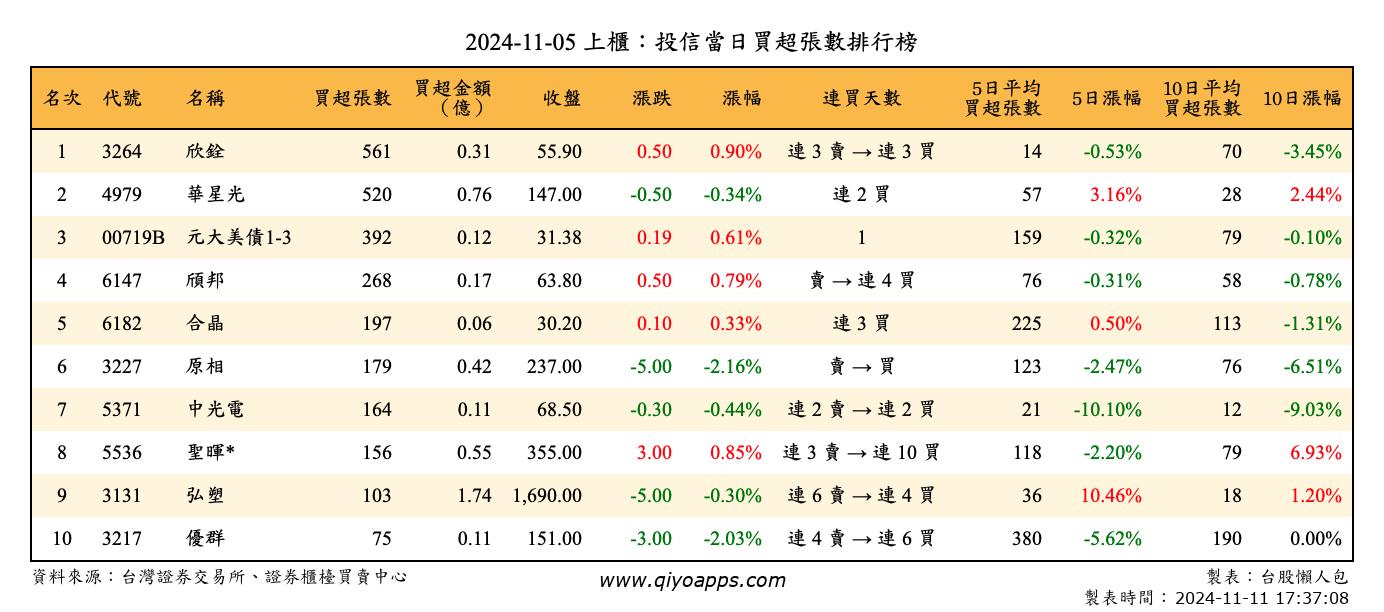 2024-11-05 上櫃：投信當日買超張數排行榜
名次 代號 名稱 買超張數 買超金額（億） 收盤 漲跌 漲幅 連買天數 5日平均買超張數 5日漲幅 10日平均買超張數 10日漲幅
1 3264 欣銓 561 0.31 55.90 0.50 0.90% 連 3 賣 → 連 3 買 14 -0.53% 70 -3.45%
2 4979 華星光 520 0.76 147.00 -0.50 -0.34% 連 2 買 57 3.16% 28 2.44%
3 00719B 元大美債1-3 392 0.12 31.38 0.19 0.61% 1 159 -0.32% 79 -0.10%
4 6147 頎邦 268 0.17 63.80 0.50 0.79% 賣 → 連 4 買 76 -0.31% 58 -0.78%
5 6182 合晶 197 0.06 30.20 0.10 0.33% 連 3 買 225 0.50% 113 -1.31%
6 3227 原相 179 0.42 237.00 -5.00 -2.16% 賣 → 買 123 -2.47% 76 -6.51%
7 5371 中光電 164 0.11 68.50 -0.30 -0.44% 連 2 賣 → 連 2 買 21 -10.10% 12 -9.03%
8 5536 聖暉* 156 0.55 355.00 3.00 0.85% 連 3 賣 → 連 10 買 118 -2.20% 79 6.93%
9 3131 弘塑 103 1.74 1,690.00 -5.00 -0.30% 連 6 賣 → 連 4 買 36 10.46% 18 1.20%
10 3217 優群 75 0.11 151.00 -3.00 -2.03% 連 4 賣 → 連 6 買 380 -5.62% 190 0.00%
資料來源：台灣證券交易所、證券櫃檯買賣中心 www.qiyoapps.com 製表：台股懶人包
製表時間：2024-11-11 17:37:08